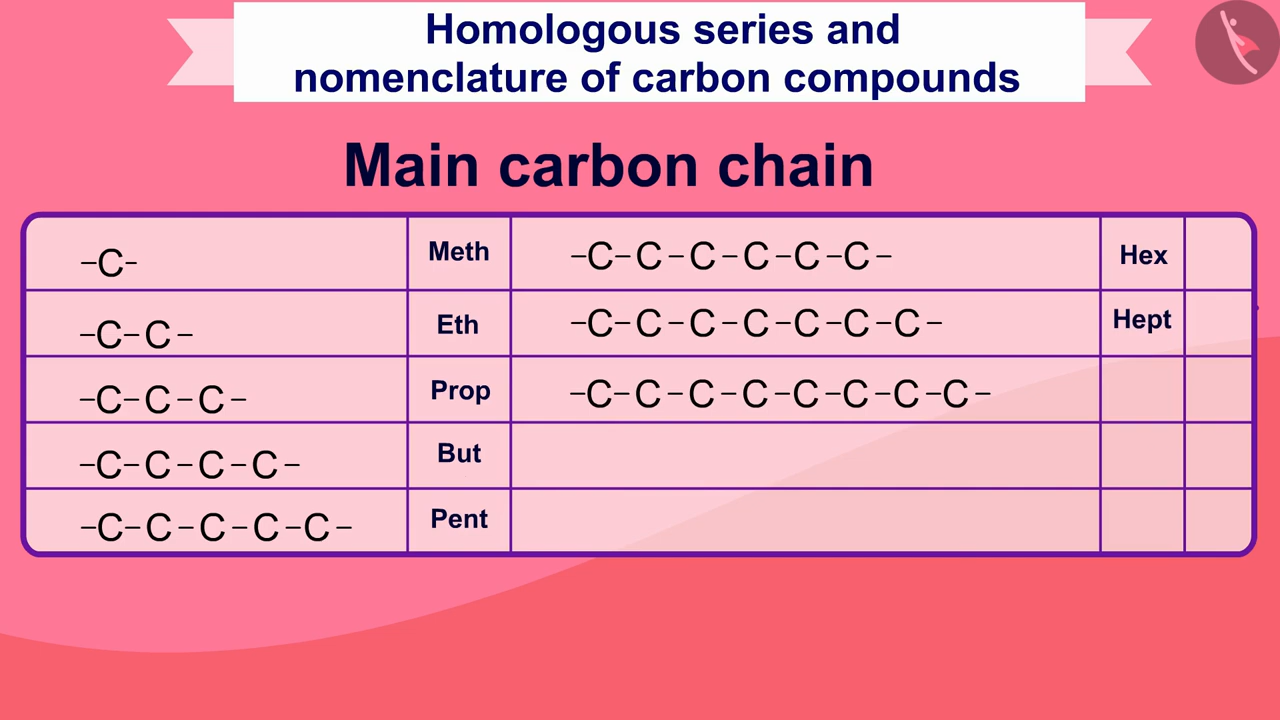 Homologous series and
nomenclature of carbon compounds
Main carbon chain
–C– Meth –C–C–C–C–C–C– Hex
–C–C– Eth –C–C–C–C–C–C–C– Hept
–C–C–C– Prop –C–C–C–C–C–C–C–C–
–C–C–C–C– But
–C–C–C–C–C– Pent